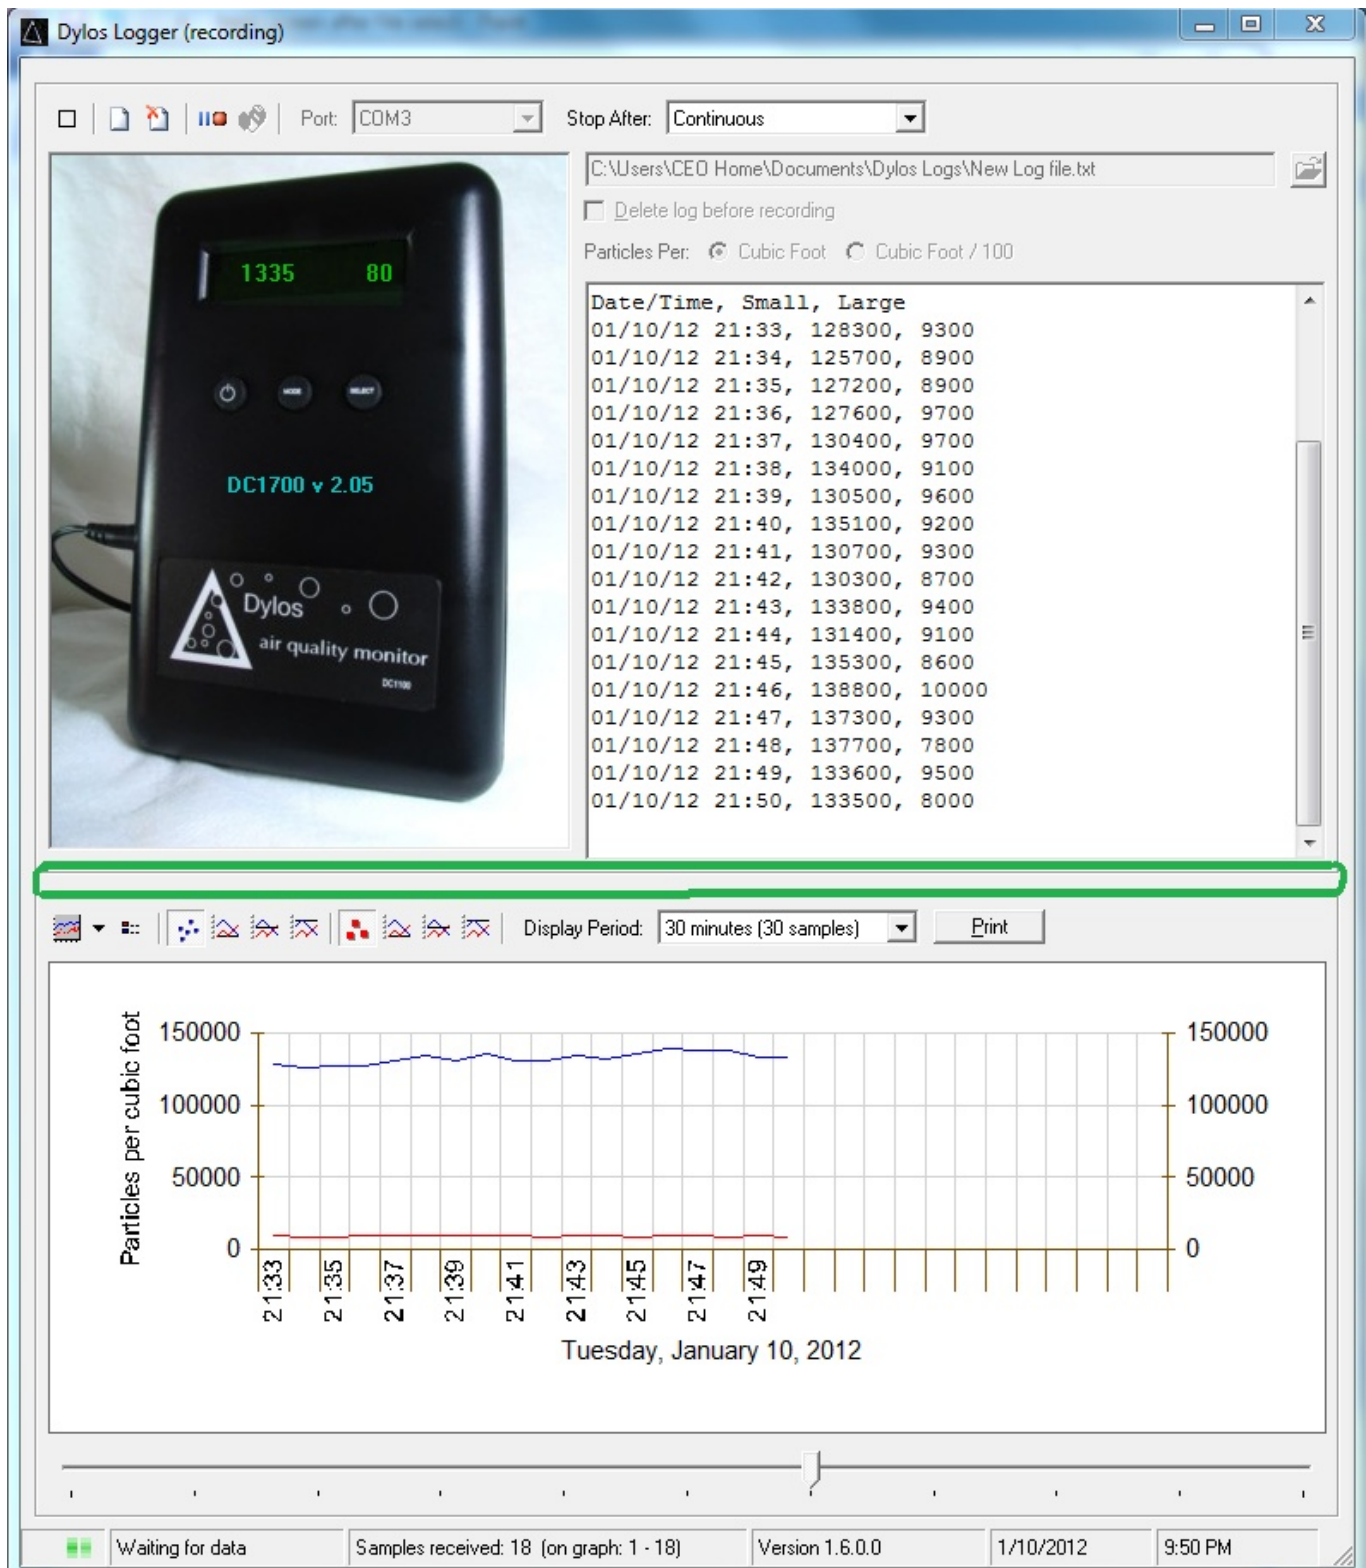 Dylos Logger (recording)
Port: COM3 Stop After: Continuous
C:\Users\CEO Home\Documents\Dylos Logs\New Log file.txt
Delete log before recording
Particles Per: Cubic Foot Cubic Foot / 100
1335 80
MODE SELECT
DC1700 v 2.05
Dylos
air quality monitor
DC1100
Date/Time, Small, Large
01/10/12 21:33, 128300, 9300
01/10/12 21:34, 125700, 8900
01/10/12 21:35, 127200, 8900
01/10/12 21:36, 127600, 9700
01/10/12 21:37, 130400, 9700
01/10/12 21:38, 134000, 9100
01/10/12 21:39, 130500, 9600
01/10/12 21:40, 135100, 9200
01/10/12 21:41, 130700, 9300
01/10/12 21:42, 130300, 8700
01/10/12 21:43, 133800, 9400
01/10/12 21:44, 131400, 9100
01/10/12 21:45, 135300, 8600
01/10/12 21:46, 138800, 10000
01/10/12 21:47, 137300, 9300
01/10/12 21:48, 137700, 7800
01/10/12 21:49, 133600, 9500
01/10/12 21:50, 133500, 8000
Display Period: 30 minutes (30 samples) Print
Particles per cubic foot
150000 150000
100000 100000
50000 50000
0 0
21:33 21:35 21:37 21:39 21:41 21:43 21:45 21:47 21:49
Tuesday, January 10, 2012
Waiting for data Samples received: 18 (on graph: 1 - 18) Version 1.6.0.0 1/10/2012 9:50 PM